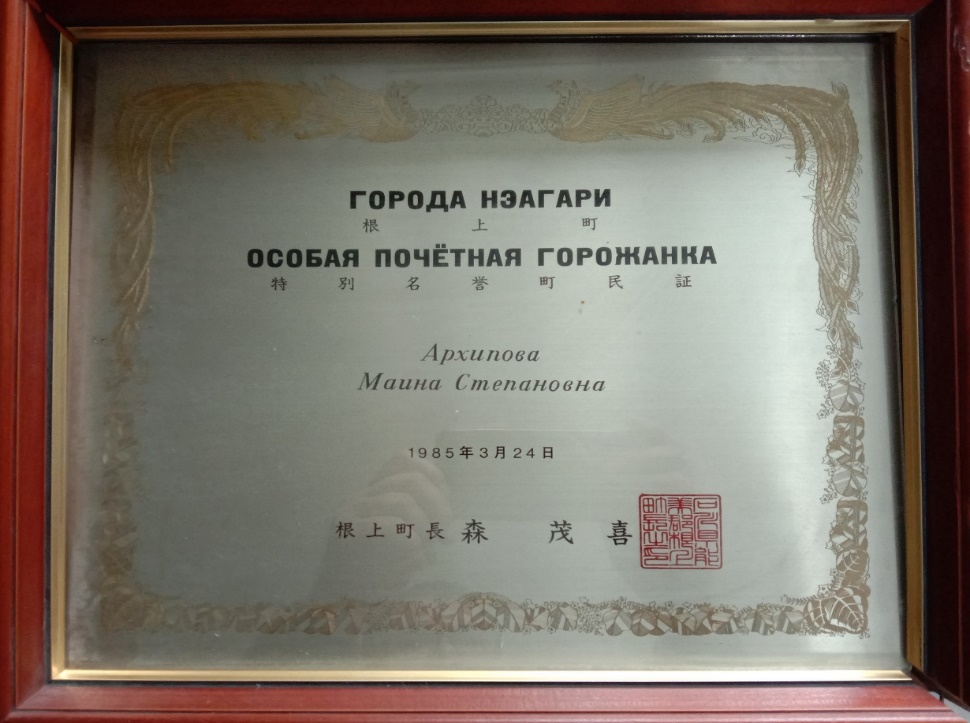 ГОРОДА НЭАГАРИ
根上町
ОСОБАЯ ПОЧЁТНАЯ ГОРОЖАНКА
特別名誉町民証
Архипова
Маина Степановна
1985年3月24日
根上町長 森 茂喜